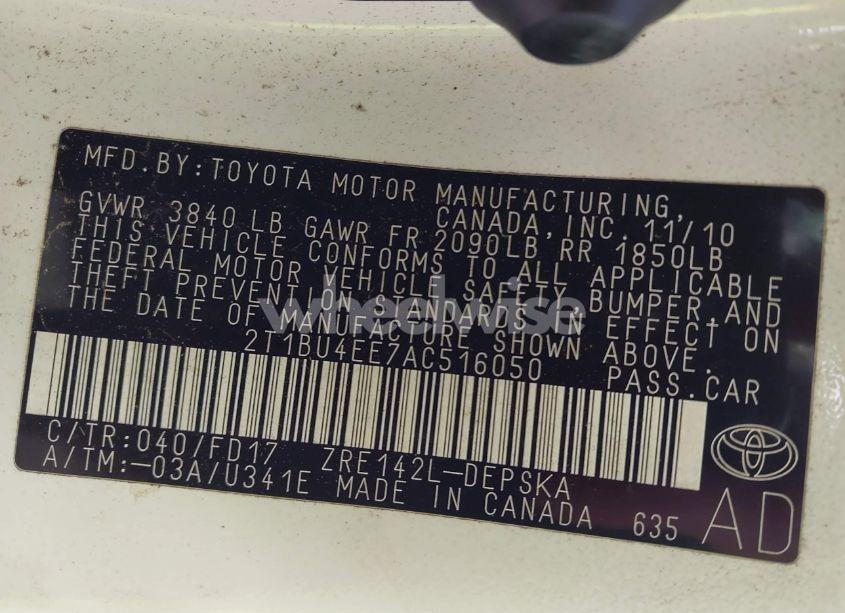 MFD.BY:TOYOTA MOTOR MANUFACTURING,
CANADA,INC. 11/10
GVWR 3840 LB GAWR FR 2090LB RR 1850LB
THIS VEHICLE CONFORMS TO ALL APPLICABLE
FEDERAL MOTOR VEHICLE SAFETY, BUMPER, AND
THEFT PREVENTION STANDARDS IN EFFECT ON
THE DATE OF MANUFACTURE SHOWN ABOVE.
2T1BU4EE7AC516050 PASS.CAR
C/TR:040/FD17 ZRE142L-DEPSKA
A/TM:-03A/U341E MADE IN CANADA 635 AD
wheelwise